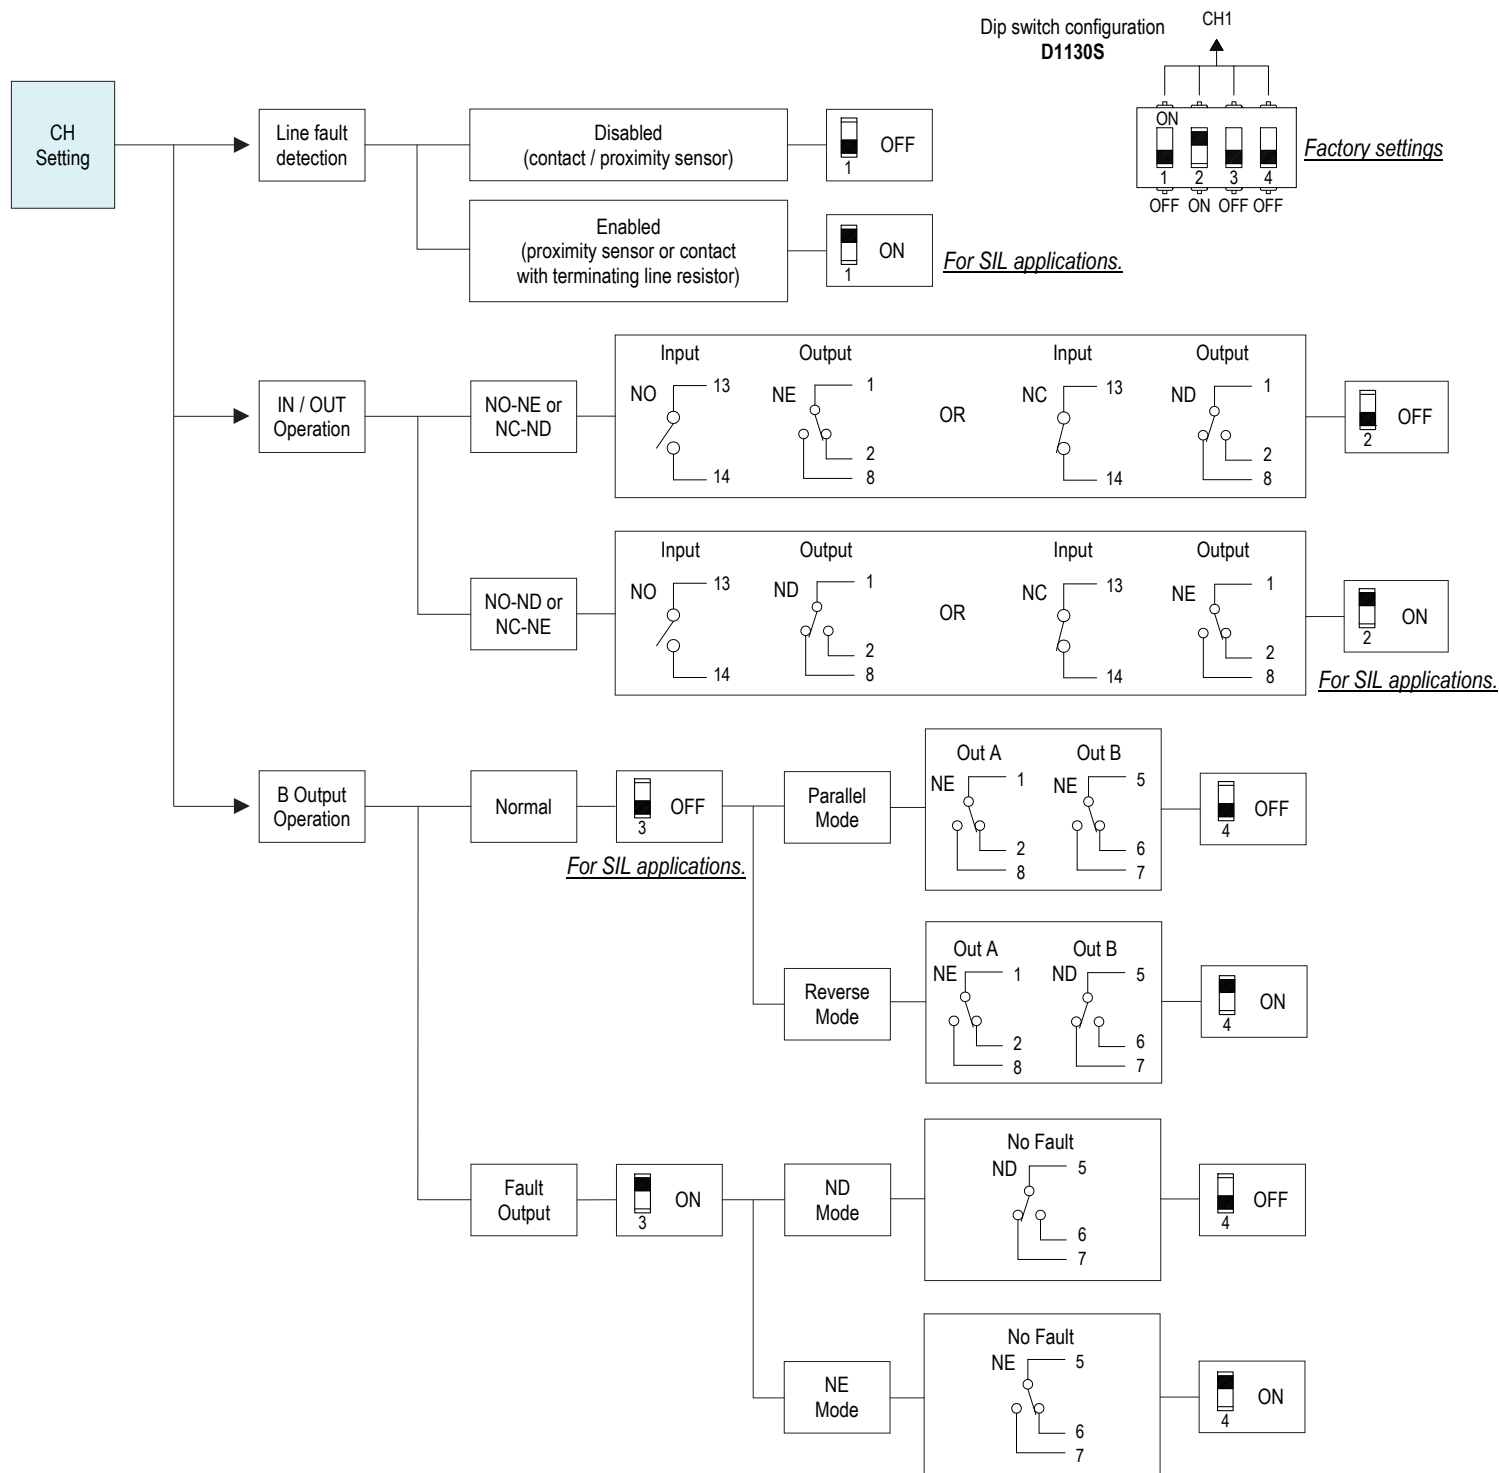 Dip switch configuration
D1130S
CH1
ON
1 2 3 4
OFF ON OFF OFF
Factory settings
CH
Setting
Line fault
detection
Disabled
(contact / proximity sensor)
1
OFF
Enabled
(proximity sensor or contact
with terminating line resistor)
1
ON
For SIL applications.
IN / OUT
Operation
NO-NE or
NC-ND
Input
NO
13
14
Output
NE
1
2
8
OR
Input
NC
13
14
Output
ND
1
2
8
2
OFF
NO-ND or
NC-NE
Input
NO
13
14
Output
ND
1
2
8
OR
Input
NC
13
14
Output
NE
1
2
8
2
ON
For SIL applications.
B Output
Operation
Normal
3
OFF
For SIL applications.
Parallel
Mode
Out A
NE
1
2
8
Out B
NE
5
6
7
4
OFF
Reverse
Mode
Out A
NE
1
2
8
Out B
ND
5
6
7
4
ON
Fault
Output
3
ON
ND
Mode
No Fault
ND
5
6
7
4
OFF
NE
Mode
No Fault
NE
5
6
7
4
ON